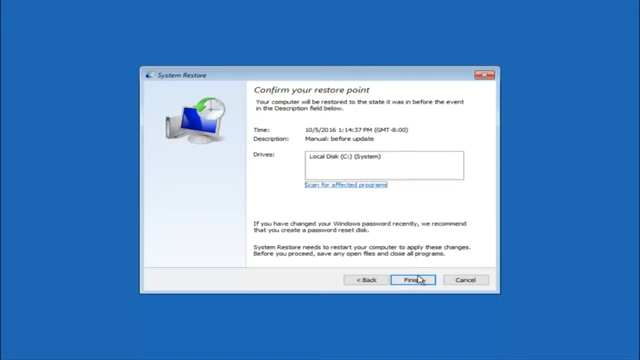 System Restore
Confirm your restore point
Your computer will be restored to the state it was in before the event
in the Description field below.
Time: 10/5/2016 1:14:37 PM (GMT-8:00)
Description: Manual: before update
Drives: Local Disk (C:) (System)
Scan for affected programs
If you have changed your Windows password recently, we recommend
that you create a password reset disk.
System Restore needs to restart your computer to apply these changes.
Before you proceed, save any open files and close all programs.
< Back Finish Cancel